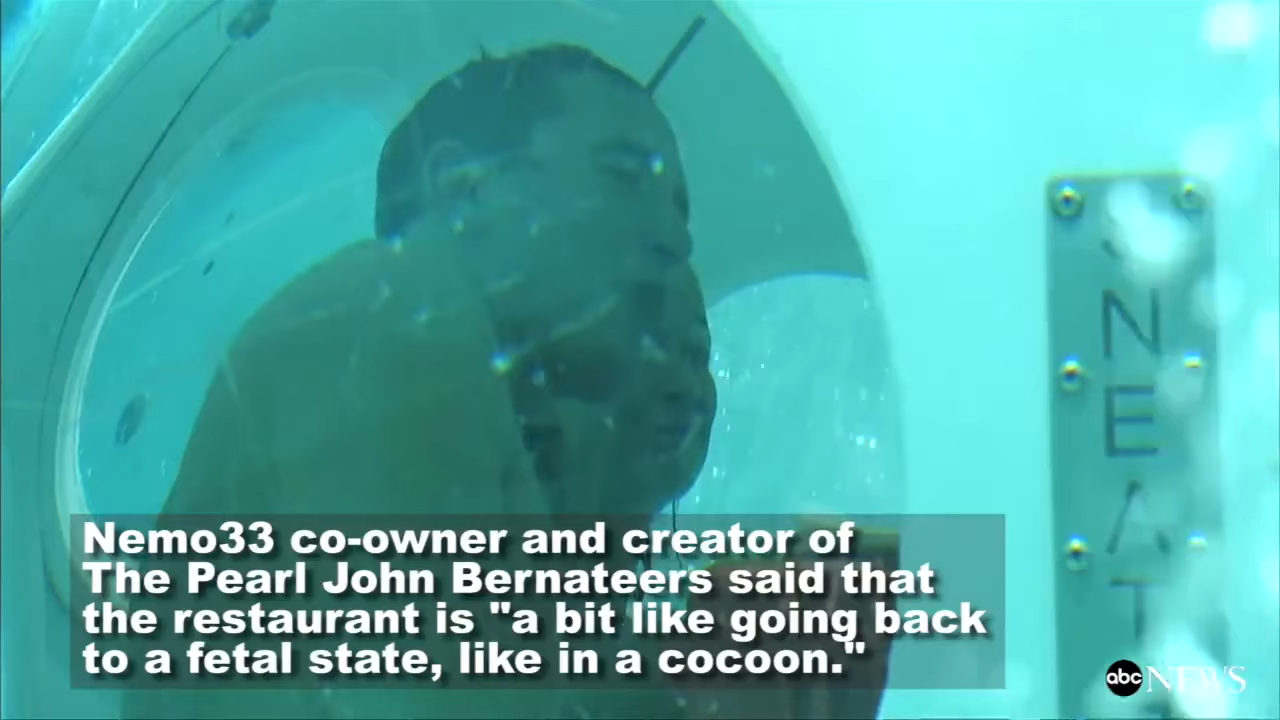 N
E
A
T
Nemo33 co-owner and creator of
The Pearl John Bernateers said that
the restaurant is "a bit like going back
to a fetal state, like in a cocoon."
abc NEWS